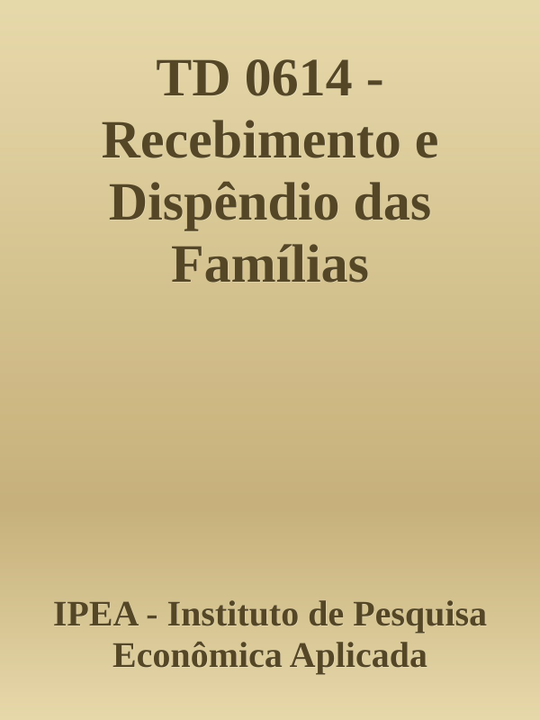 TD 0614 -
Recebimento e
Dispêndio das
Famílias
IPEA - Instituto de Pesquisa
Econômica Aplicada